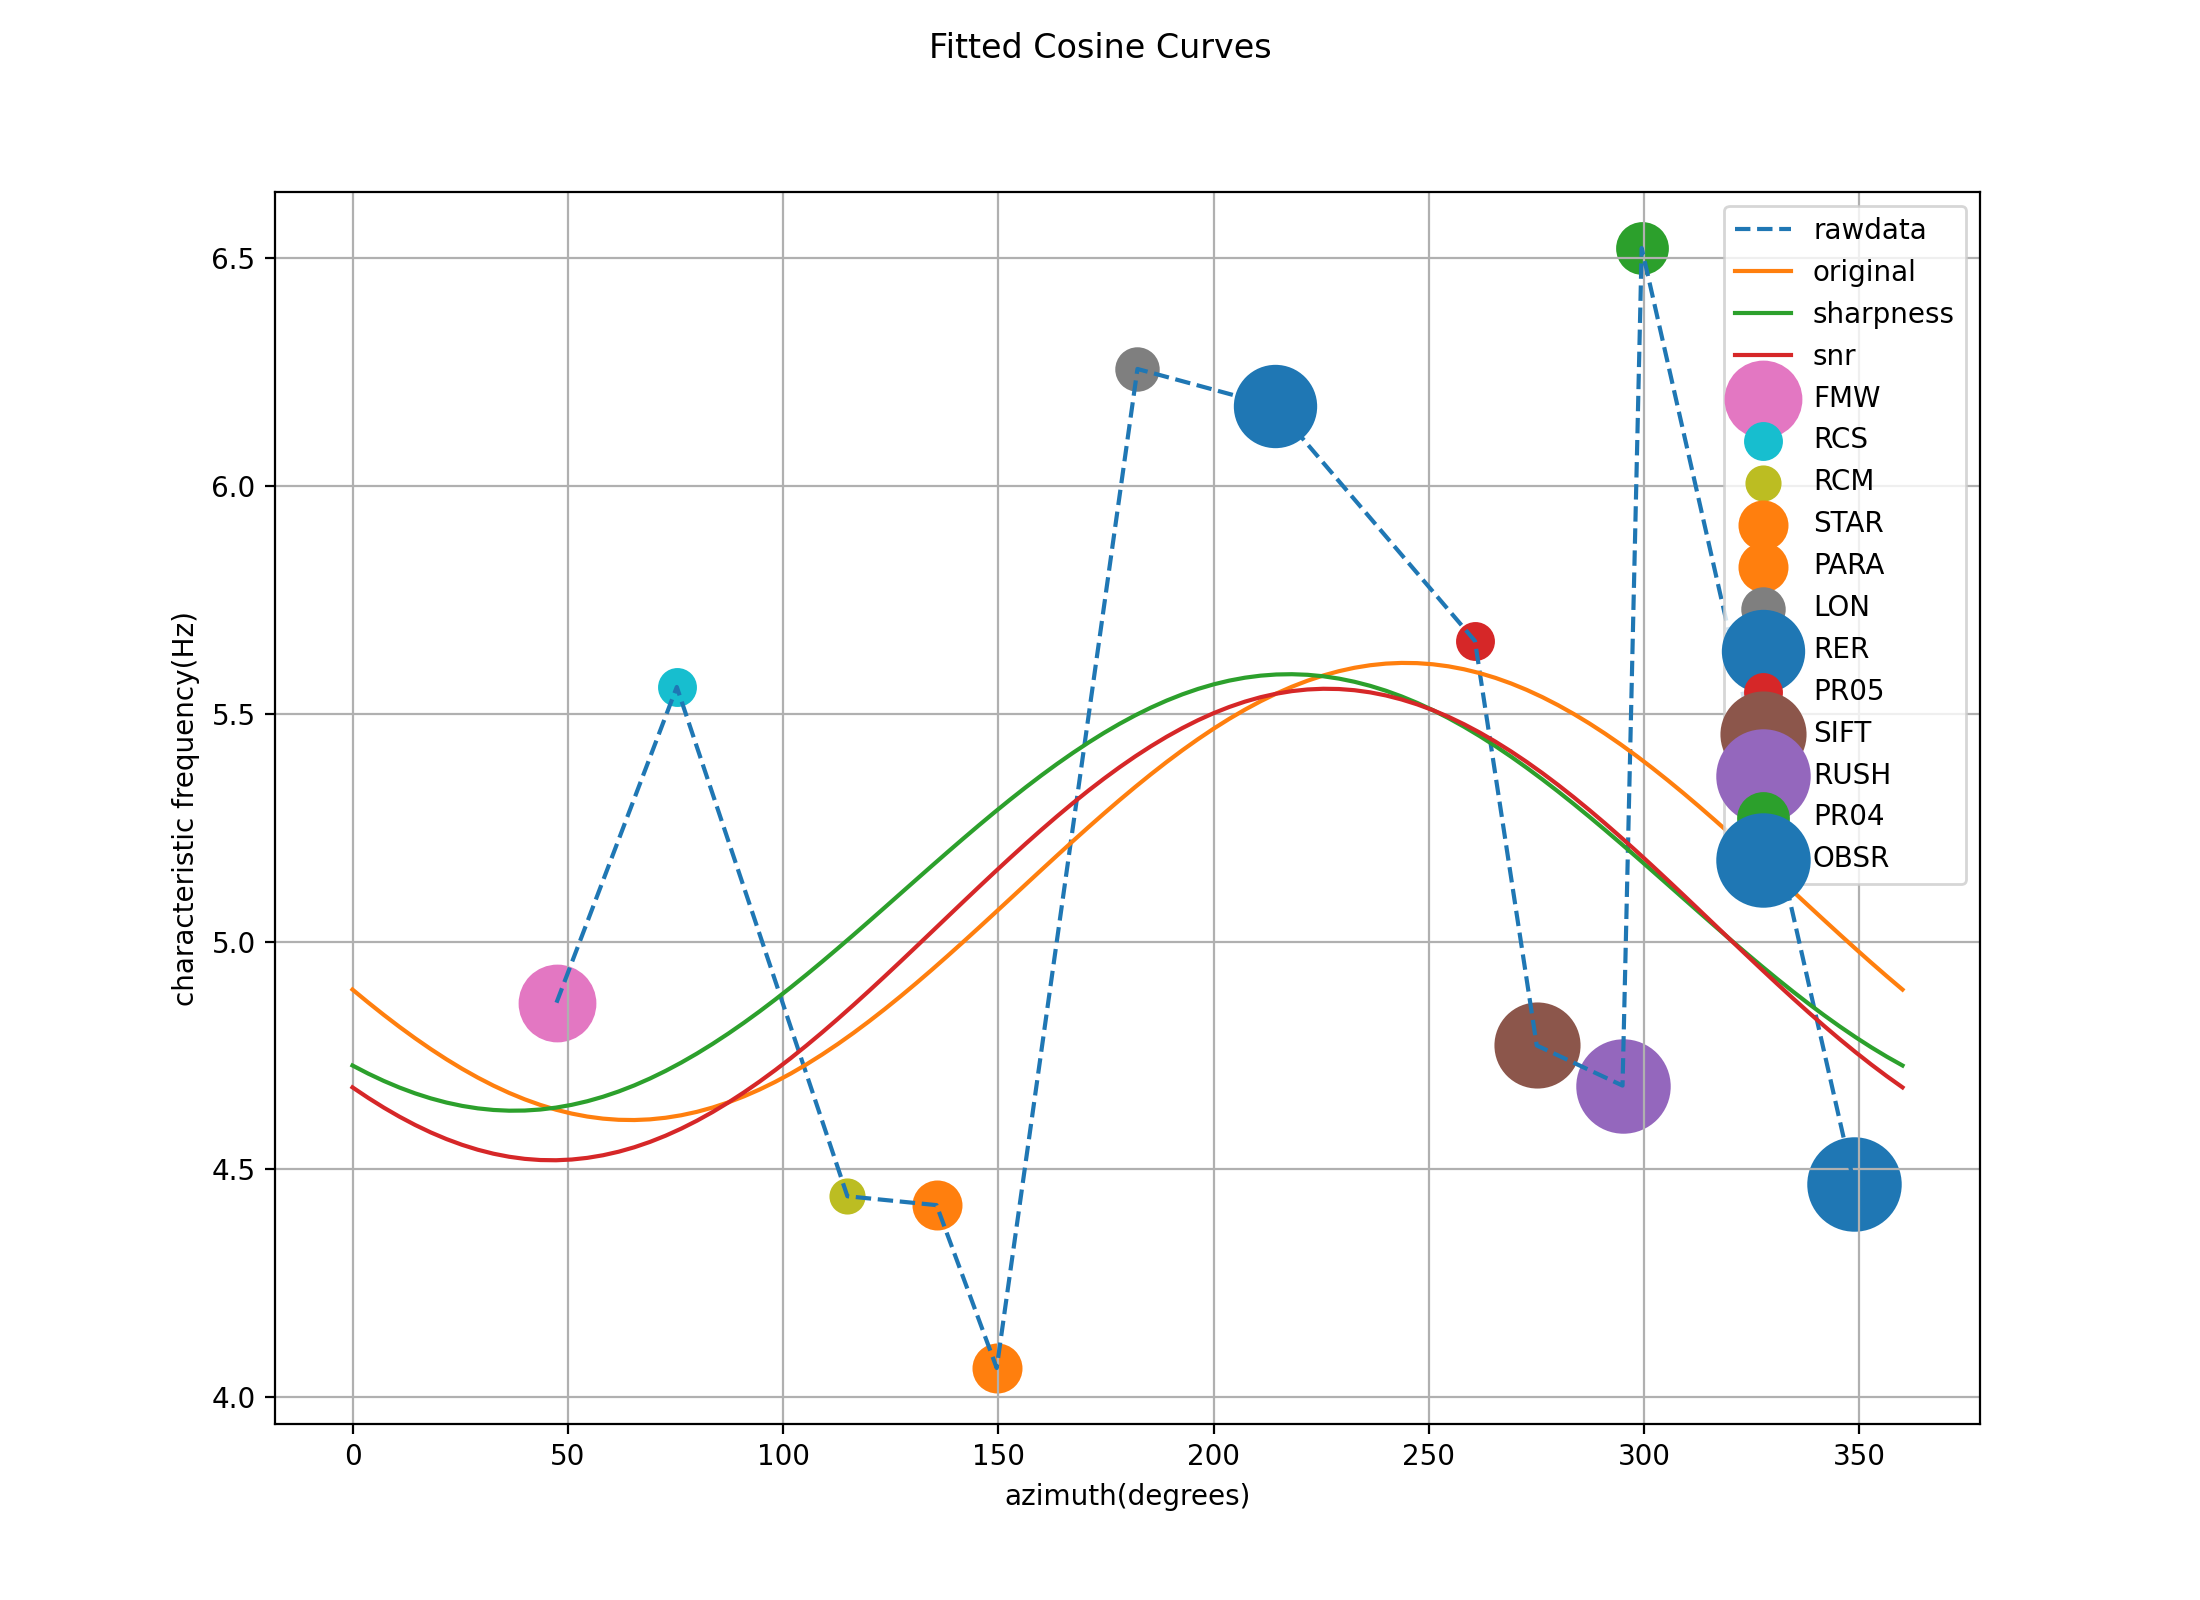 Fitted Cosine Curves
characteristic frequency(Hz)
6.5
6.0
5.5
5.0
4.5
4.0
rawdata
original
sharpness
snr
FMW
RCS
RCM
STAR
PARA
LON
RER
PR05
SIFT
RUSH
PR04
OBSR
0 50 100 150 200 250 300 350
azimuth(degrees)